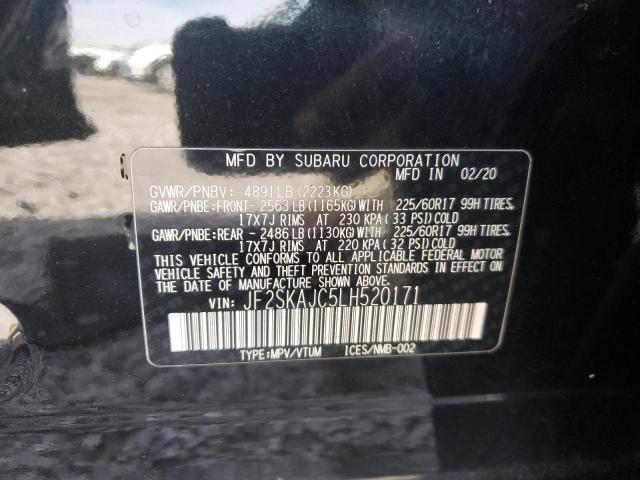 MFD BY SUBARU CORPORATION
MFD IN 02/20
GVWR/PNBV: 4891LB(2223KG)
GAWR/PNBE:FRONT- 2563LB(1165KG)WITH 225/60R17 99H TIRES,
17X7J RIMS AT 230 KPA(33 PSI)COLD
GAWR/PNBE:REAR - 2486LB(1130KG)WITH 225/60R17 99H TIRES,
17X7J RIMS AT 220 KPA(32 PSI)COLD
THIS VEHICLE CONFORMS TO ALL APPLICABLE FEDERAL MOTOR
VEHICLE SAFETY AND THEFT PREVENTION STANDARDS IN EFFECT
ON THE DATE OF MANUFACTURE SHOWN ABOVE.
VIN: JF2SKAJC5LH520171
TYPE:MPV/VTUM ICES/NMB-002